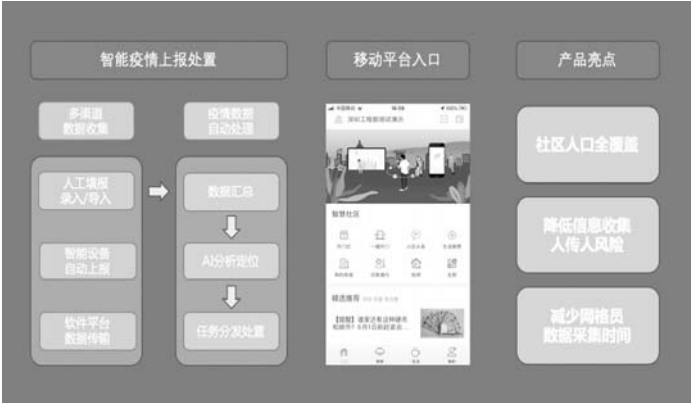 智能疫情上报处置
移动平台入口
产品亮点
多渠道
数据收集
疫情数据
自动处理
人工填报
录入/导入
智能设备
自动上报
软件平台
数据传输
数据汇总
AI分析定位
任务分发处置
智慧社区
精选推荐
社区人口全覆盖
降低信息收集
人传人风险
减少网格员
数据采集时间